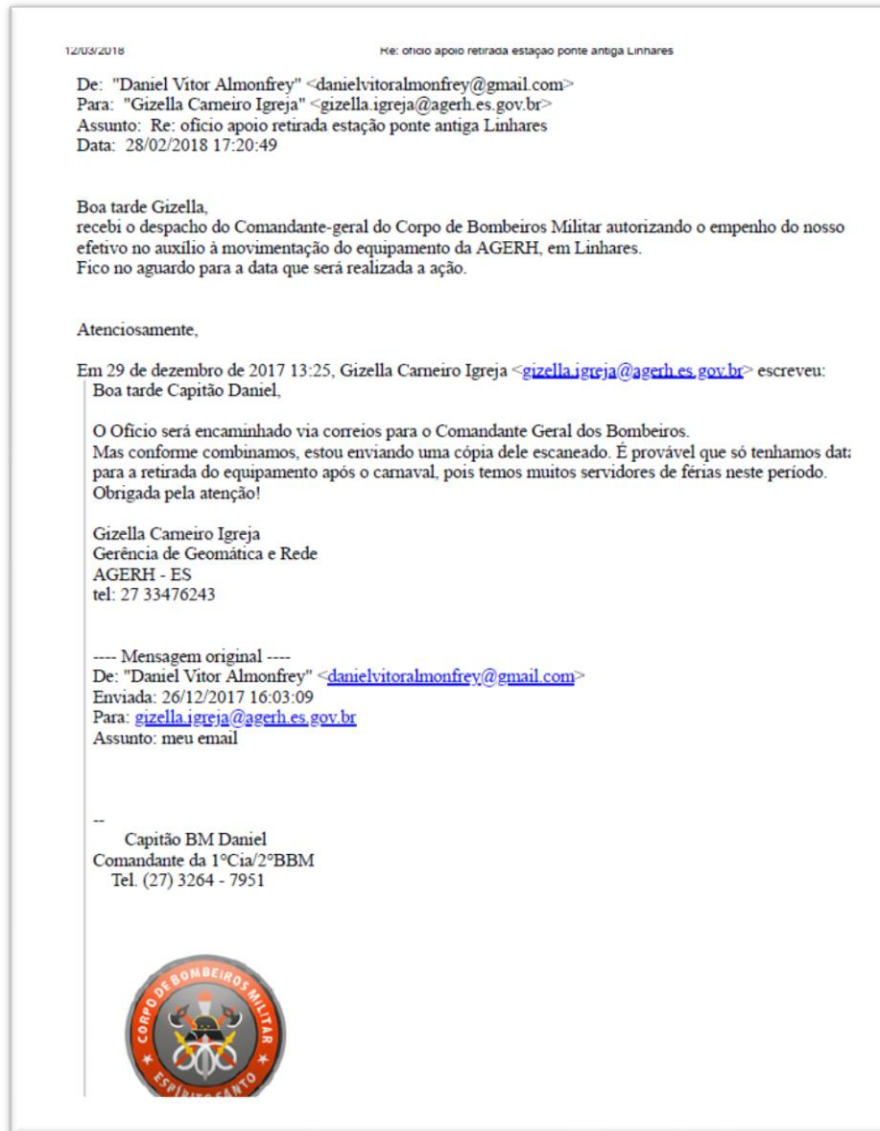 12/03/2018 Re: ofício apoio retirada estação ponte antiga Linhares
De: "Daniel Vitor Almonfrey" <danielvitoralmonfrey@gmail.com>
Para: "Gizella Carneiro Igreja" <gizella.igreja@agerh.es.gov.br>
Assunto: Re: ofício apoio retirada estação ponte antiga Linhares
Data: 28/02/2018 17:20:49
Boa tarde Gizella,
recebi o despacho do Comandante-geral do Corpo de Bombeiros Militar autorizando o empenho do nosso
efetivo no auxílio à movimentação do equipamento da AGERH, em Linhares.
Fico no aguardo para a data que será realizada a ação.
Atenciosamente,
Em 29 de dezembro de 2017 13:25, Gizella Carneiro Igreja <gizella.igreja@agerh.es.gov.br> escreveu:
Boa tarde Capitão Daniel,
O Ofício será encaminhado via correios para o Comandante Geral dos Bombeiros.
Mas conforme combinamos, estou enviando uma cópia dele escaneado. É provável que só tenhamos data
para a retirada do equipamento após o carnaval, pois temos muitos servidores de férias neste período.
Obrigada pela atenção!
Gizella Carneiro Igreja
Gerência de Geomática e Rede
AGERH - ES
tel: 27 33476243
---- Mensagem original ----
De: "Daniel Vitor Almonfrey" <danielvitoralmonfrey@gmail.com>
Enviada: 26/12/2017 16:03:09
Para: gizella.igreja@agerh.es.gov.br
Assunto: meu email
--
Capitão BM Daniel
Comandante da 1°Cia/2°BBM
Tel. (27) 3264 - 7951
CORPO DE BOMBEIROS MILITAR
ESPÍRITO SANTO